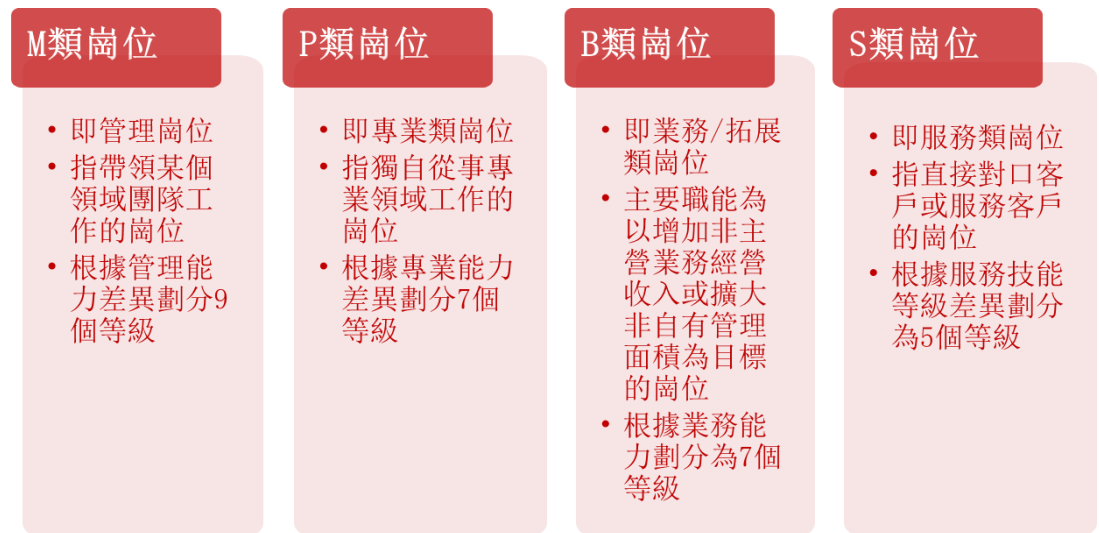 M類崗位
• 即管理崗位
• 指帶領某個
領域團隊工
作的崗位
• 根據管理能
力差異劃分9
個等級
P類崗位
• 即專業類崗位
• 指獨自從事專
業領域工作的
崗位
• 根據專業能力
差異劃分7個
等級
B類崗位
• 即業務/拓展
類崗位
• 主要職能為
以增加非主
營業務經營
收入或擴大
非自有管理
面積為目標
的崗位
• 根據業務能
力劃分為7個
等級
S類崗位
• 即服務類崗位
• 指直接對口客
戶或服務客戶
的崗位
• 根據服務技能
等級差異劃分
為5個等級